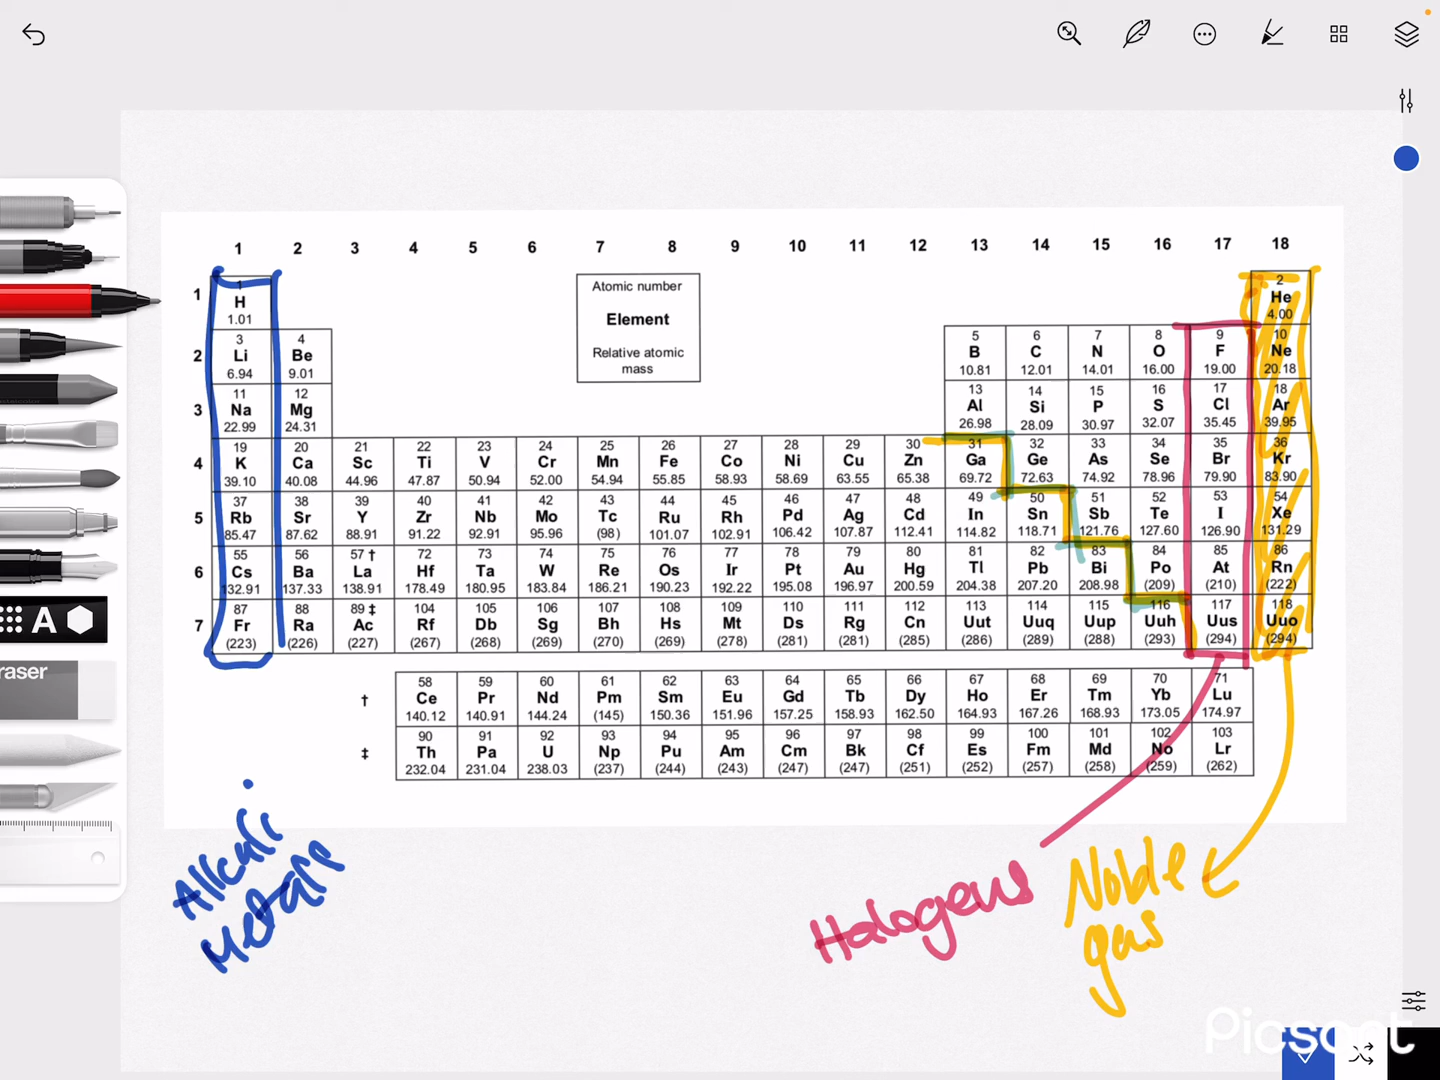 1 2 3 4 5 6 7 8 9 10 11 12 13 14 15 16 17 18
1 1 2
H Atomic number He
1.01 4.00
3 4 Element 5 6 7 8 9 10
2 Li Be B C N O F Ne
6.94 9.01 Relative atomic 10.81 12.01 14.01 16.00 19.00 20.18
11 12 mass 13 14 15 16 17 18
3 Na Mg Al Si P S Cl Ar
22.99 24.31 26.98 28.09 30.97 32.07 35.45 39.95
19 20 21 22 23 24 25 26 27 28 29 30 31 32 33 34 35 36
4 K Ca Sc Ti V Cr Mn Fe Co Ni Cu Zn Ga Ge As Se Br Kr
39.10 40.08 44.96 47.87 50.94 52.00 54.94 55.85 58.93 58.69 63.55 65.38 69.72 72.63 74.92 78.96 79.90 83.90
37 38 39 40 41 42 43 44 45 46 47 48 49 50 51 52 53 54
5 Rb Sr Y Zr Nb Mo Tc Ru Rh Pd Ag Cd In Sn Sb Te I Xe
85.47 87.62 88.91 91.22 92.91 95.96 (98) 101.07 102.91 106.42 107.87 112.41 114.82 118.71 121.76 127.60 126.90 131.29
55 56 57 † 72 73 74 75 76 77 78 79 80 81 82 83 84 85 86
6 Cs Ba La Hf Ta W Re Os Ir Pt Au Hg Tl Pb Bi Po At Rn
132.91 137.33 138.91 178.49 180.95 183.84 186.21 190.23 192.22 195.08 196.97 200.59 204.38 207.20 208.98 (209) (210) (222)
87 88 89 ‡ 104 105 106 107 108 109 110 111 112 113 114 115 116 117 118
7 Fr Ra Ac Rf Db Sg Bh Hs Mt Ds Rg Cn Uut Uuq Uup Uuh Uus Uuo
(223) (226) (227) (267) (268) (269) (270) (269) (278) (281) (281) (285) (286) (289) (288) (293) (294) (294)
58 59 60 61 62 63 64 65 66 67 68 69 70 71
† Ce Pr Nd Pm Sm Eu Gd Tb Dy Ho Er Tm Yb Lu
140.12 140.91 144.24 (145) 150.36 151.96 157.25 158.93 162.50 164.93 167.26 168.93 173.05 174.97
90 91 92 93 94 95 96 97 98 99 100 101 102 103
‡ Th Pa U Np Pu Am Cm Bk Cf Es Fm Md No Lr
232.04 231.04 238.03 (237) (244) (243) (247) (247) (251) (252) (257) (258) (259) (262)
Alkali
Metals
Halogens
Noble
gas
A
raser
Picsart